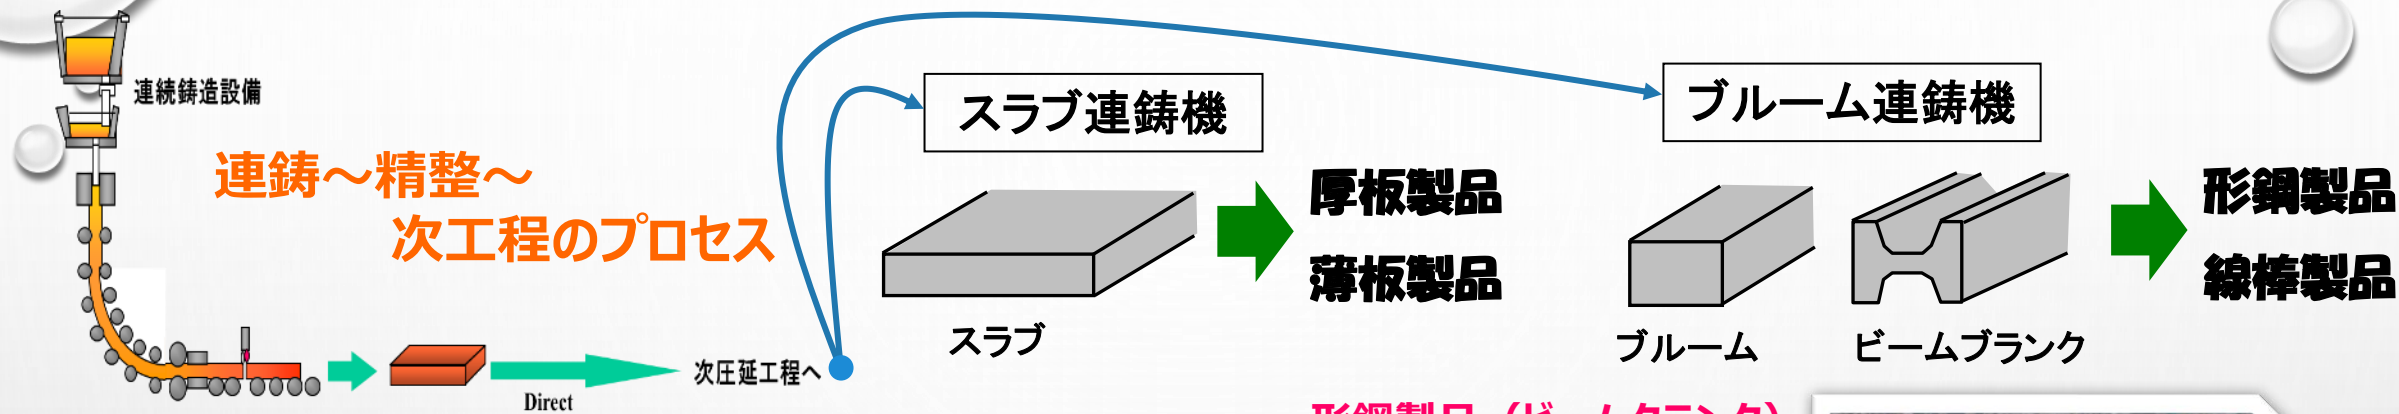 連続鋳造設備
連鋳～精整～
次工程のプロセス
Direct
次圧延工程へ
スラブ連鋳機
スラブ
厚板製品
薄板製品
ブルーム連鋳機
ブルーム
ビームブランク
形鋼製品
線棒製品